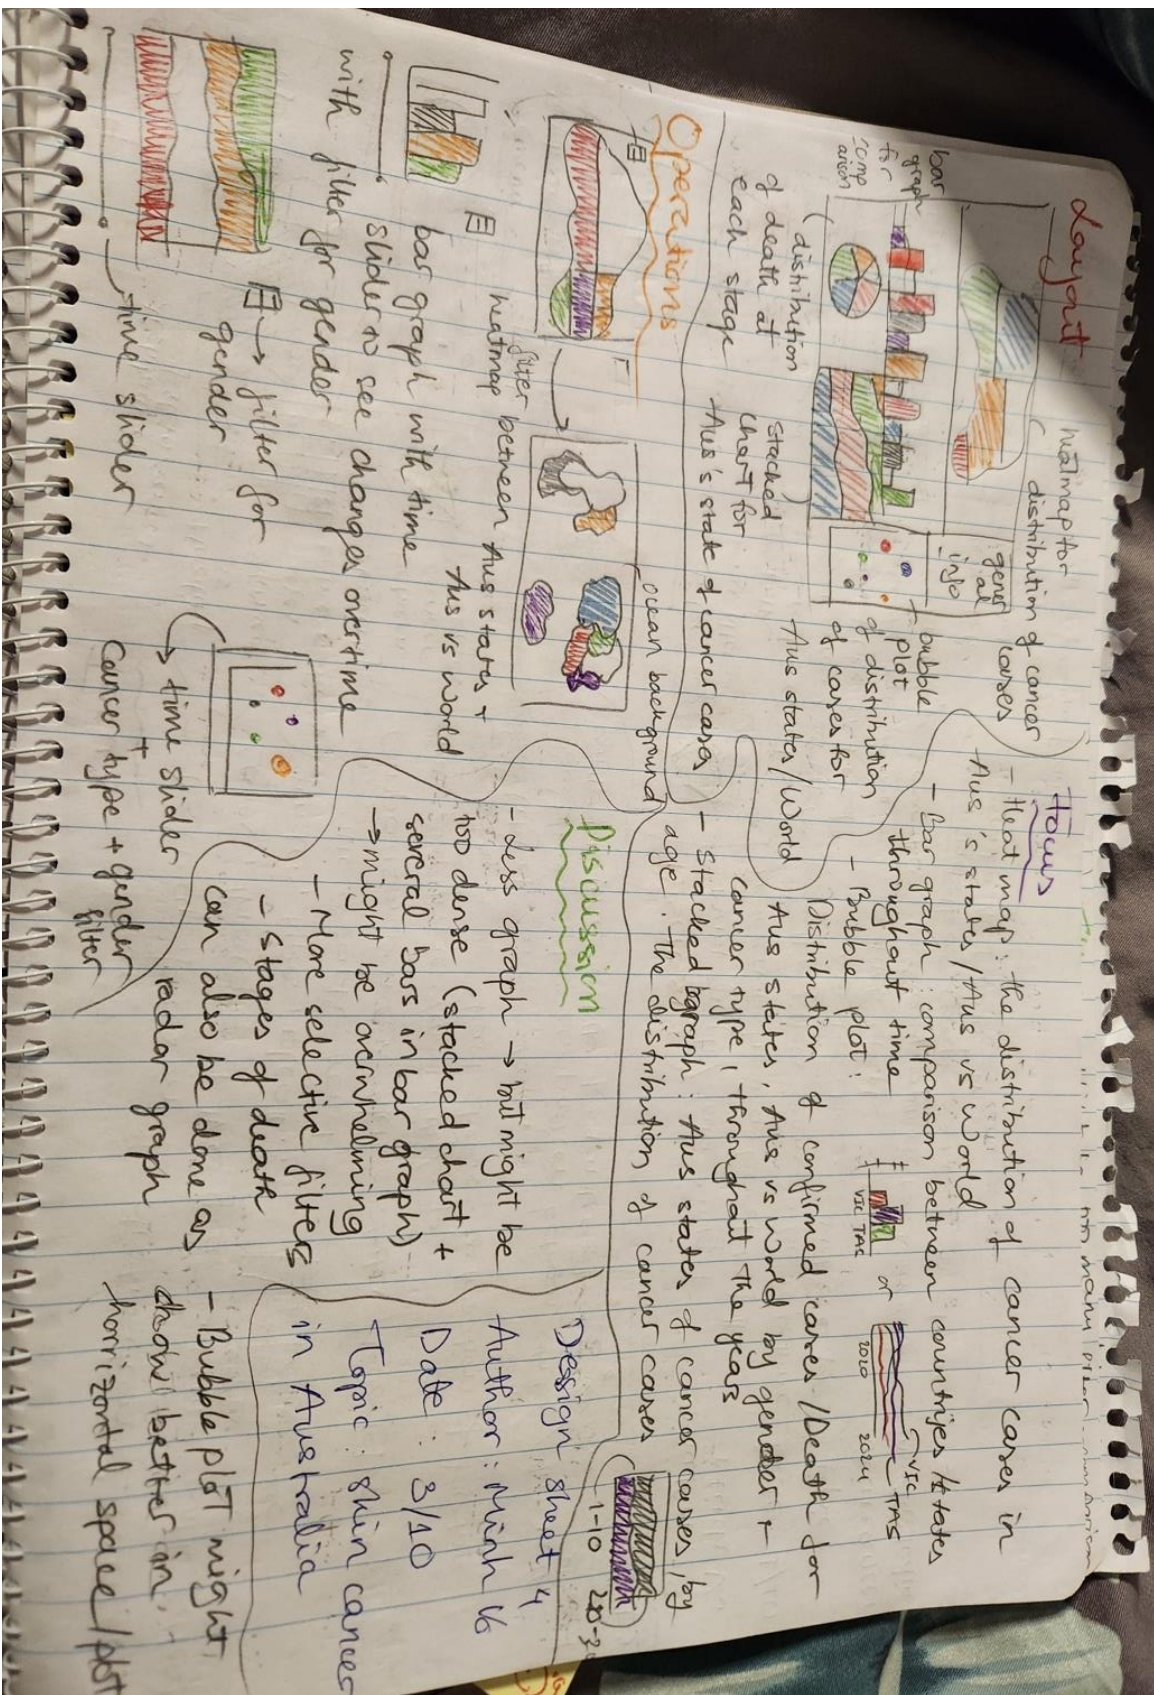 Layout
heatmap for
distribution of cancer
cases
bar
graph
for
comp
arison
gener
al
info
bubble
plot
of distribution
of cases for
Aus states/World
(distribution
of death at
each stage
stacked
chart for
Aus's state of cancer cases
Focus
- Heat map: the distribution of cancer cases in
Aus's states/Aus vs World
- Bar graph: comparison between countries/states
throughout time
VIC TAS
or
2020
2024
VIC
TAS
- Bubble plot:
Distribution of confirmed cases/Death for
Aus states, Aus vs World by gender +
cancer type, throughout the years
- Stacked bgraph: Aus states of cancer cases, by
age. The distribution of cancer cases
1-10
Operations
ocean background
filter
heatmap between Aus states +
Aus vs World
bar graph with time
slider to see changes overtime
with filter for gender
→ filter for
gender
time slider
→ time slider
+
Cancer type + gender
filter
Discussion
- Less graph → but might be
too dense (stacked chart +
several bars in bar graph)
→ might be overwhelming
- More selective filters
- Stages of death
can also be done as
radar graph
- Bubble plot might
show better in
horrizontal space/plot
Design sheet 4
Author: Minh
Date: 3/10
Topic: skin cancer
in Australia